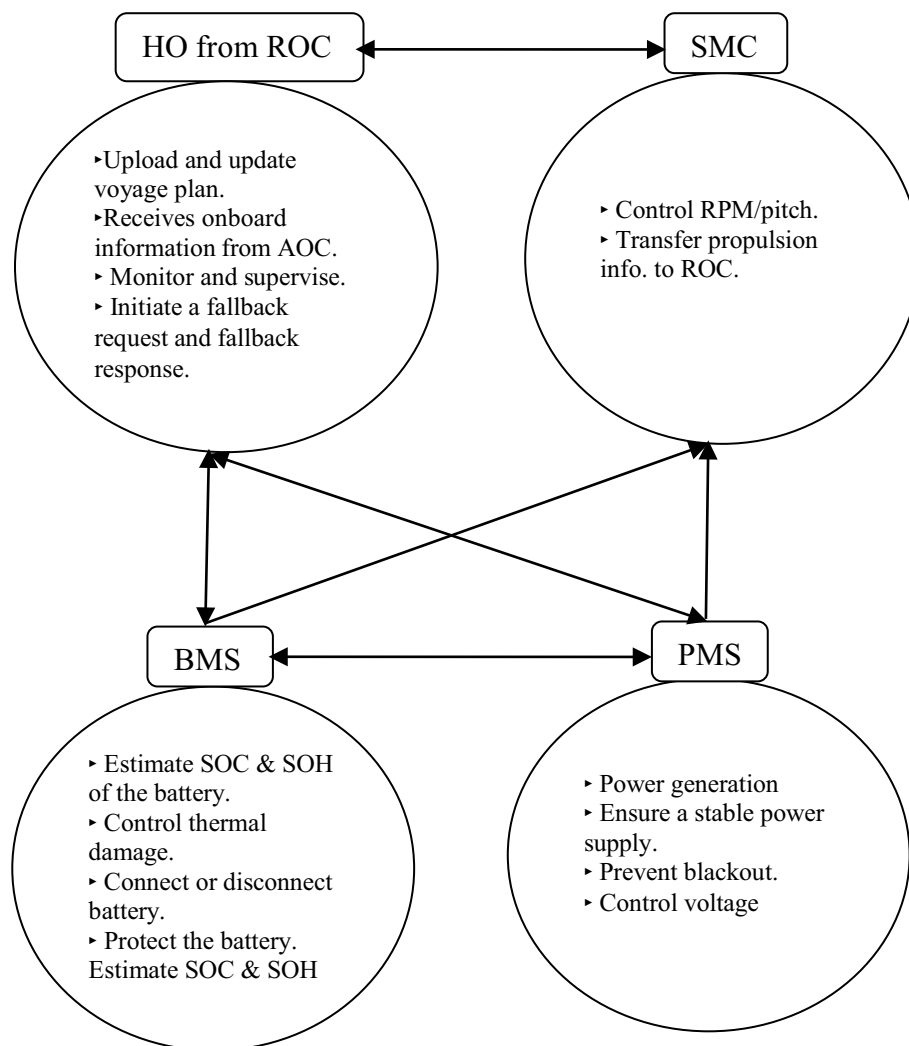 HO from ROC
SMC
‣Upload and update
voyage plan.
‣Receives onboard
information from AOC.
‣ Monitor and supervise.
‣ Initiate a fallback
request and fallback
response.
‣ Control RPM/pitch.
‣ Transfer propulsion
info. to ROC.
BMS
PMS
‣ Estimate SOC & SOH
of the battery.
‣ Control thermal
damage.
‣ Connect or disconnect
battery.
‣ Protect the battery.
Estimate SOC & SOH
‣ Power generation
‣ Ensure a stable power
supply.
‣ Prevent blackout.
‣ Control voltage